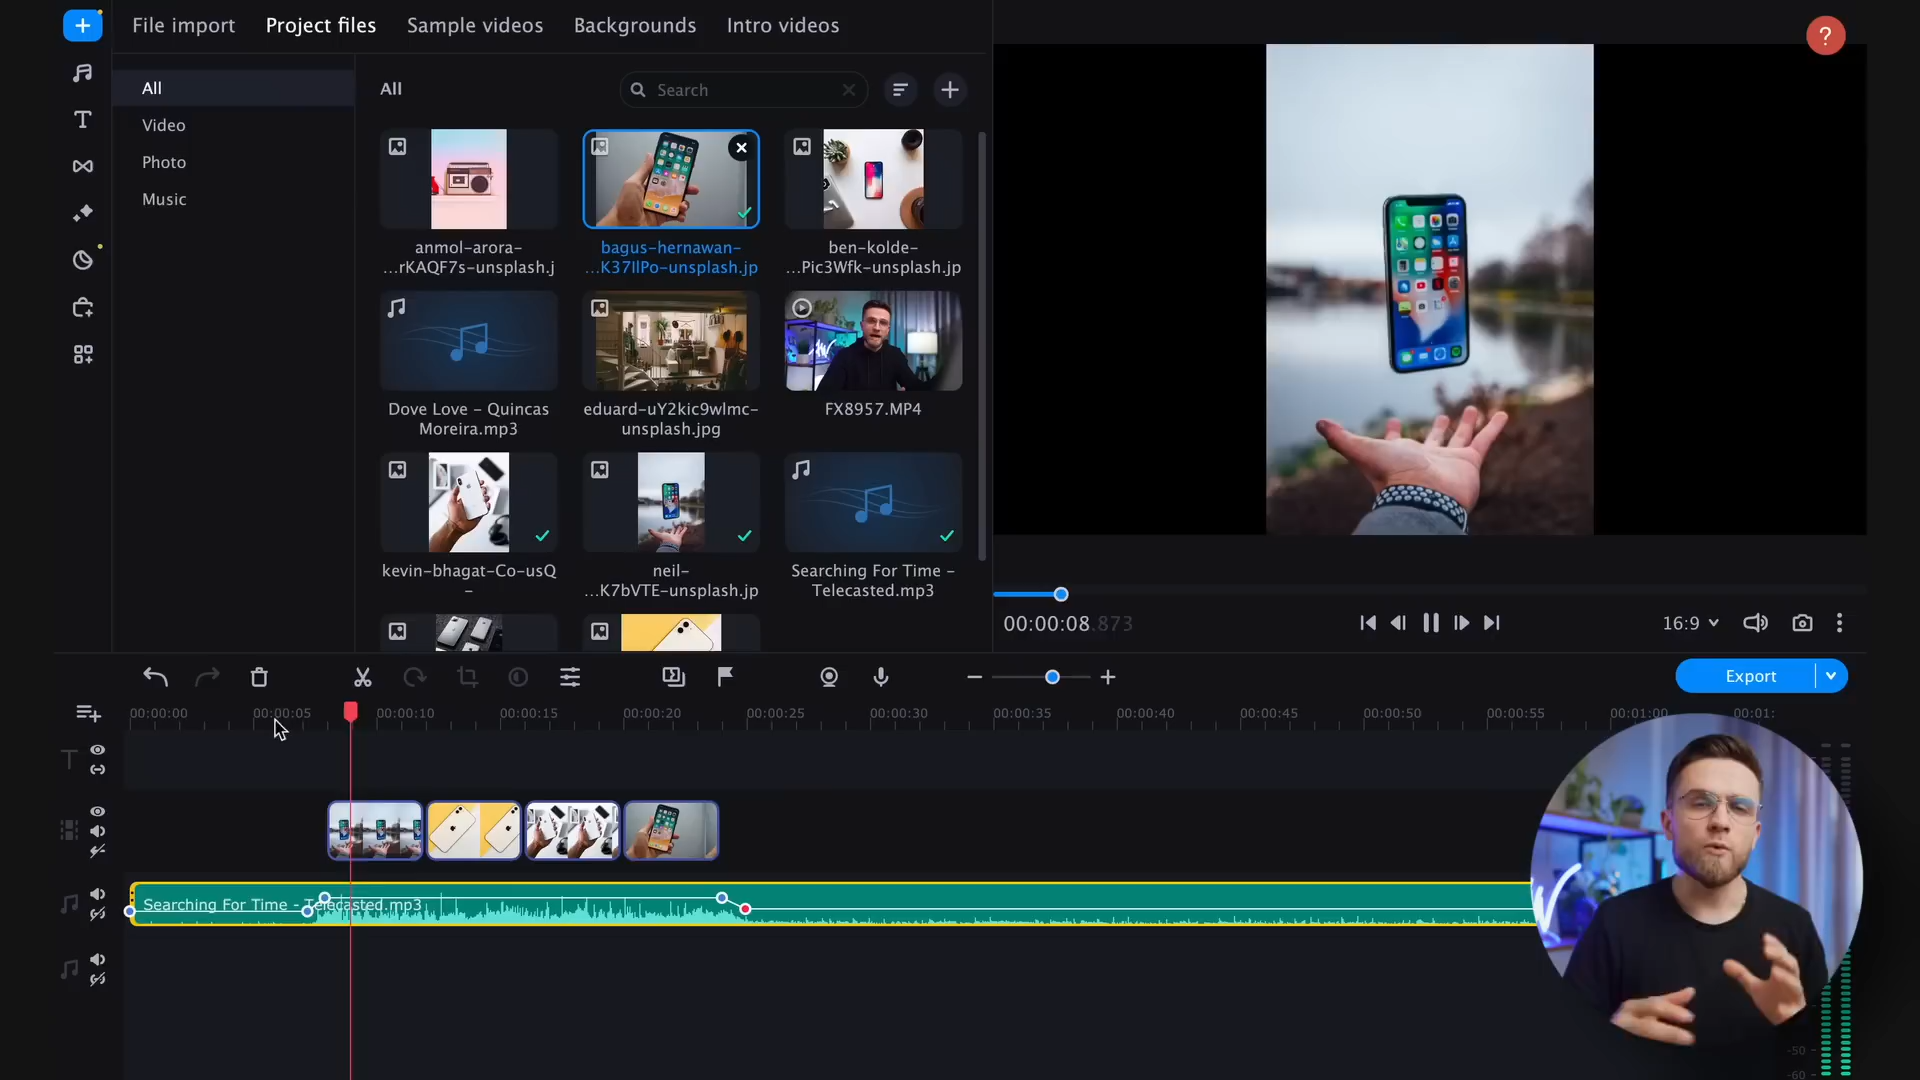 File import
Project files
Sample videos
Backgrounds
Intro videos
?
All
Video
Photo
Music
All
Search
anmol-arora-
...rKAQF7s-unsplash.j
bagus-hernawan-
...K37IlPo-unsplash.jp
ben-kolde-
...Pic3Wfk-unsplash.jp
Dove Love - Quincas
Moreira.mp3
eduard-uY2kic9wlmc-
unsplash.jpg
FX8957.MP4
kevin-bhagat-Co-usQ
-
neil-
...K7bVTE-unsplash.jp
Searching For Time -
Telecasted.mp3
00:00:08.873
16:9
Export
00:00:00
00:00:05
00:00:10
00:00:15
00:00:20
00:00:25
00:00:30
00:00:35
00:00:40
00:00:45
00:00:50
00:00:55
00:01:00
00:01:
Searching For Time - Telecasted.mp3
-50
-60